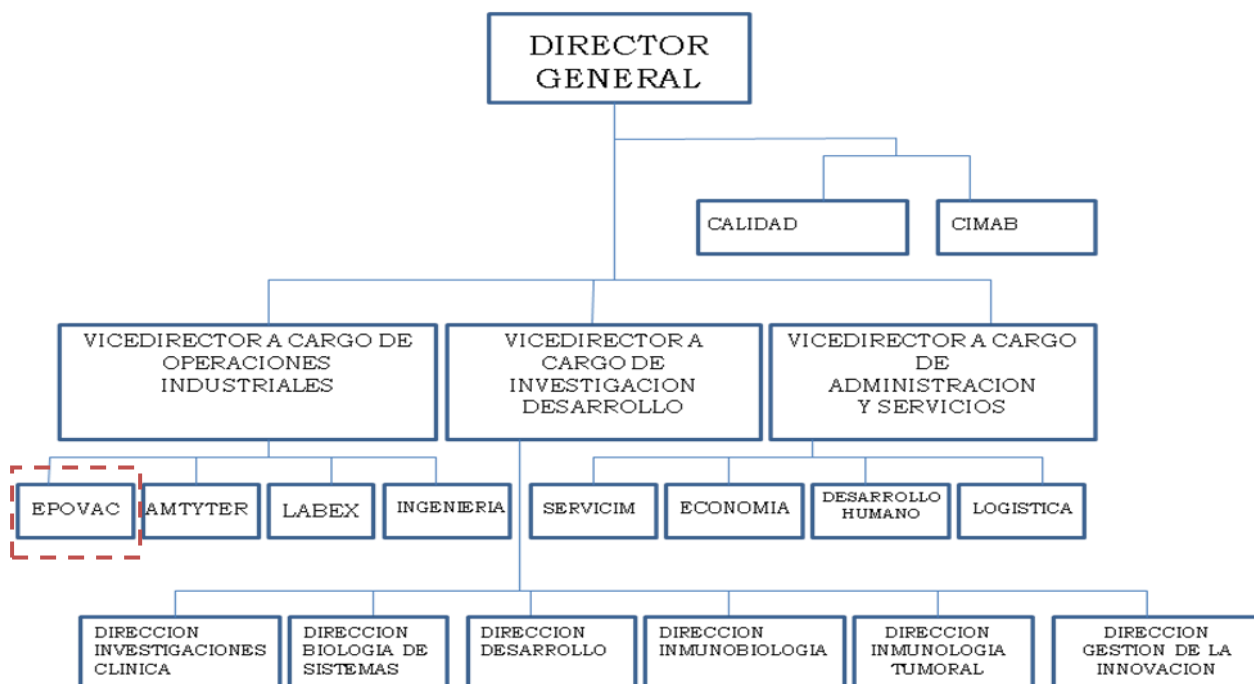 DIRECTOR
GENERAL
CALIDAD
CIMAB
VICEDIRECTOR A CARGO DE
OPERACIONES
INDUSTRIALES
VICEDIRECTOR A
CARGO DE
INVESTIGACION
DESARROLLO
VICEDIRECTOR A CARGO
DE
ADMINISTRACION
Y SERVICIOS
EPOVAC
AMTYTER
LABEX
INGENIERIA
SERVICIM
ECONOMIA
DESARROLLO
HUMANO
LOGISTICA
DIRECCION
INVESTIGACIONES
CLINICA
DIRECCION
BIOLOGIA DE
SISTEMAS
DIRECCION
DESARROLLO
DIRECCION
INMUNOBIOLOGIA
DIRECCION
INMUNOLOGIA
TUMORAL
DIRECCION
GESTION DE LA
INNOVACION